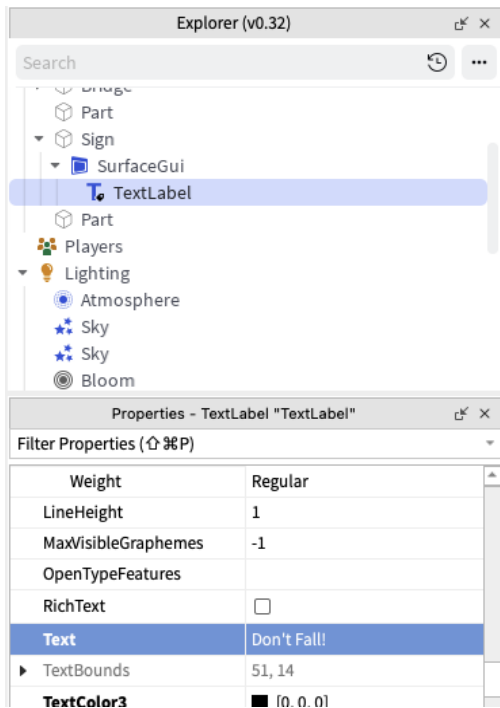 Explorer (v0.32)
Search
Bridge
Part
Sign
SurfaceGui
TextLabel
Part
Players
Lighting
Atmosphere
Sky
Sky
Bloom
Properties - TextLabel "TextLabel"
Filter Properties (⇧⌘P)
Weight Regular
LineHeight 1
MaxVisibleGraphemes -1
OpenTypeFeatures
RichText
Text Don't Fall!
TextBounds 51, 14
TextColor3 [0, 0, 0]